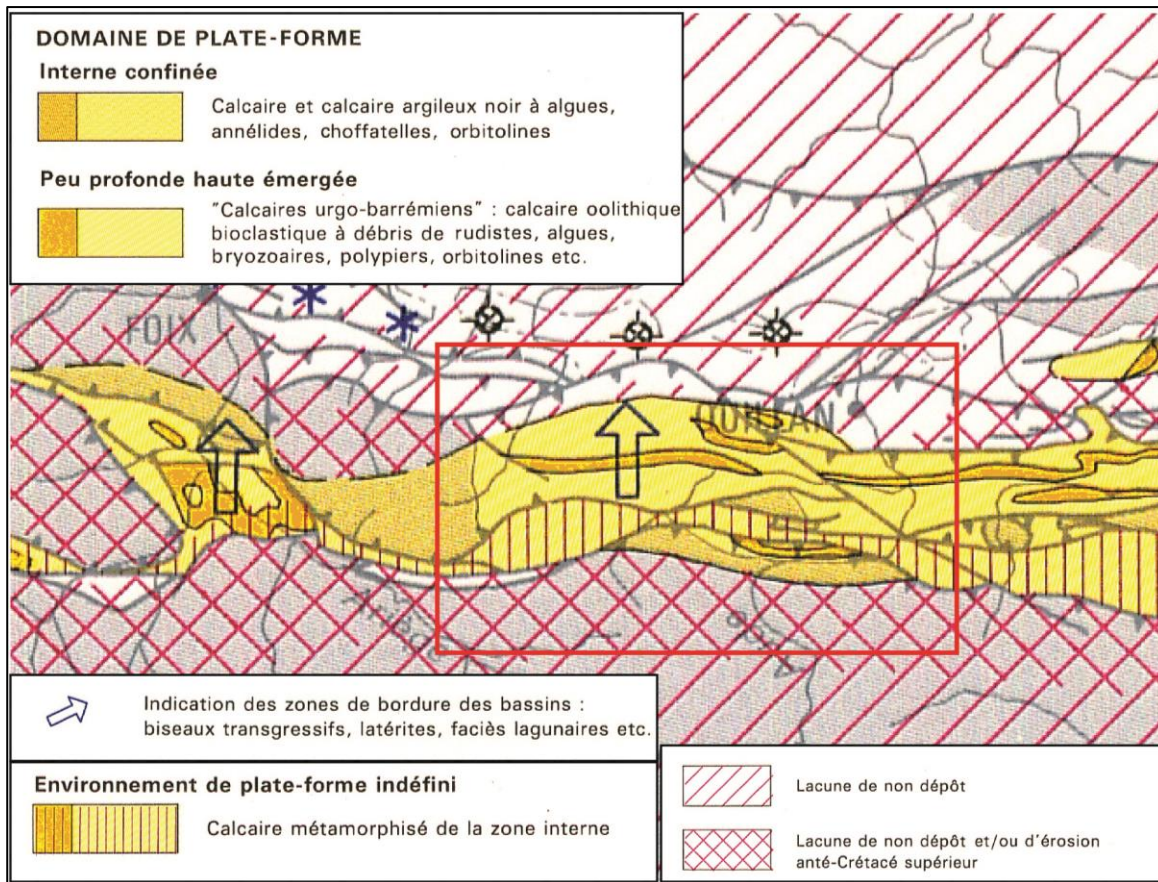 DOMAINE DE PLATE-FORME
Interne confinée
Calcaire et calcaire argileux noir à algues,
annélides, choffatelles, orbitolines
Peu profonde haute émergée
"Calcaires urgo-barrémiens" : calcaire oolithique
bioclastique à débris de rudistes, algues,
bryozoaires, polypiers, orbitolines etc.
FOIX
QUILLAN
Ariège
Indication des zones de bordure des bassins :
biseaux transgressifs, latérites, faciès lagunaires etc.
Environnement de plate-forme indéfini
Calcaire métamorphisé de la zone interne
Lacune de non dépôt
Lacune de non dépôt et/ou d'érosion
anté-Crétacé supérieur